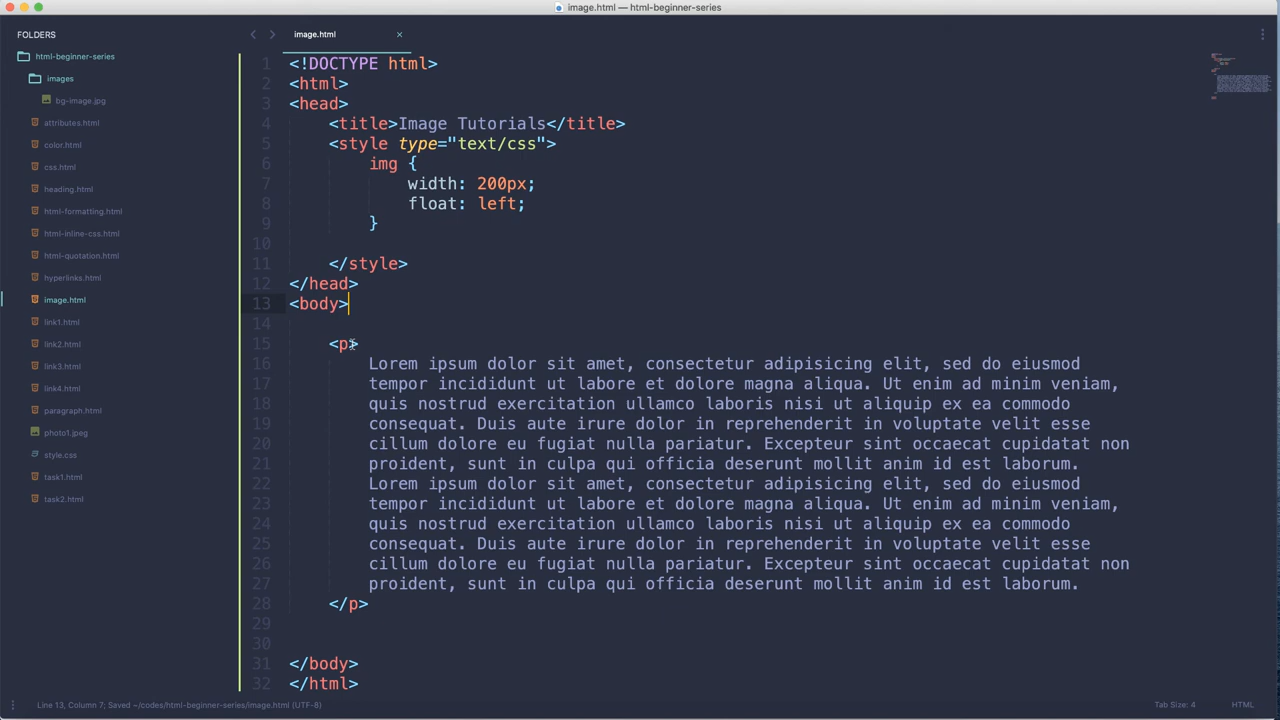 image.html — html-beginner-series
FOLDERS
html-beginner-series
images
bg-image.jpg
attributes.html
color.html
css.html
heading.html
html-formatting.html
html-inline-css.html
html-quotation.html
hyperlinks.html
image.html
link1.html
link2.html
link3.html
link4.html
paragraph.html
photo1.jpeg
style.css
task1.html
task2.html
image.html ×
1 <!DOCTYPE html>
2 <html>
3 <head>
4 <title>Image Tutorials</title>
5 <style type="text/css">
6 img {
7 width: 200px;
8 float: left;
9 }
10
11 </style>
12 </head>
13 <body>
14
15 <p>
16 Lorem ipsum dolor sit amet, consectetur adipisicing elit, sed do eiusmod
17 tempor incididunt ut labore et dolore magna aliqua. Ut enim ad minim veniam,
18 quis nostrud exercitation ullamco laboris nisi ut aliquip ex ea commodo
19 consequat. Duis aute irure dolor in reprehenderit in voluptate velit esse
20 cillum dolore eu fugiat nulla pariatur. Excepteur sint occaecat cupidatat non
21 proident, sunt in culpa qui officia deserunt mollit anim id est laborum.
22 Lorem ipsum dolor sit amet, consectetur adipisicing elit, sed do eiusmod
23 tempor incididunt ut labore et dolore magna aliqua. Ut enim ad minim veniam,
24 quis nostrud exercitation ullamco laboris nisi ut aliquip ex ea commodo
25 consequat. Duis aute irure dolor in reprehenderit in voluptate velit esse
26 cillum dolore eu fugiat nulla pariatur. Excepteur sint occaecat cupidatat non
27 proident, sunt in culpa qui officia deserunt mollit anim id est laborum.
28 </p>
29
30
31 </body>
32 </html>
Line 13, Column 7; Saved ~/codes/html-beginner-series/image.html (UTF-8)
Tab Size: 4
HTML